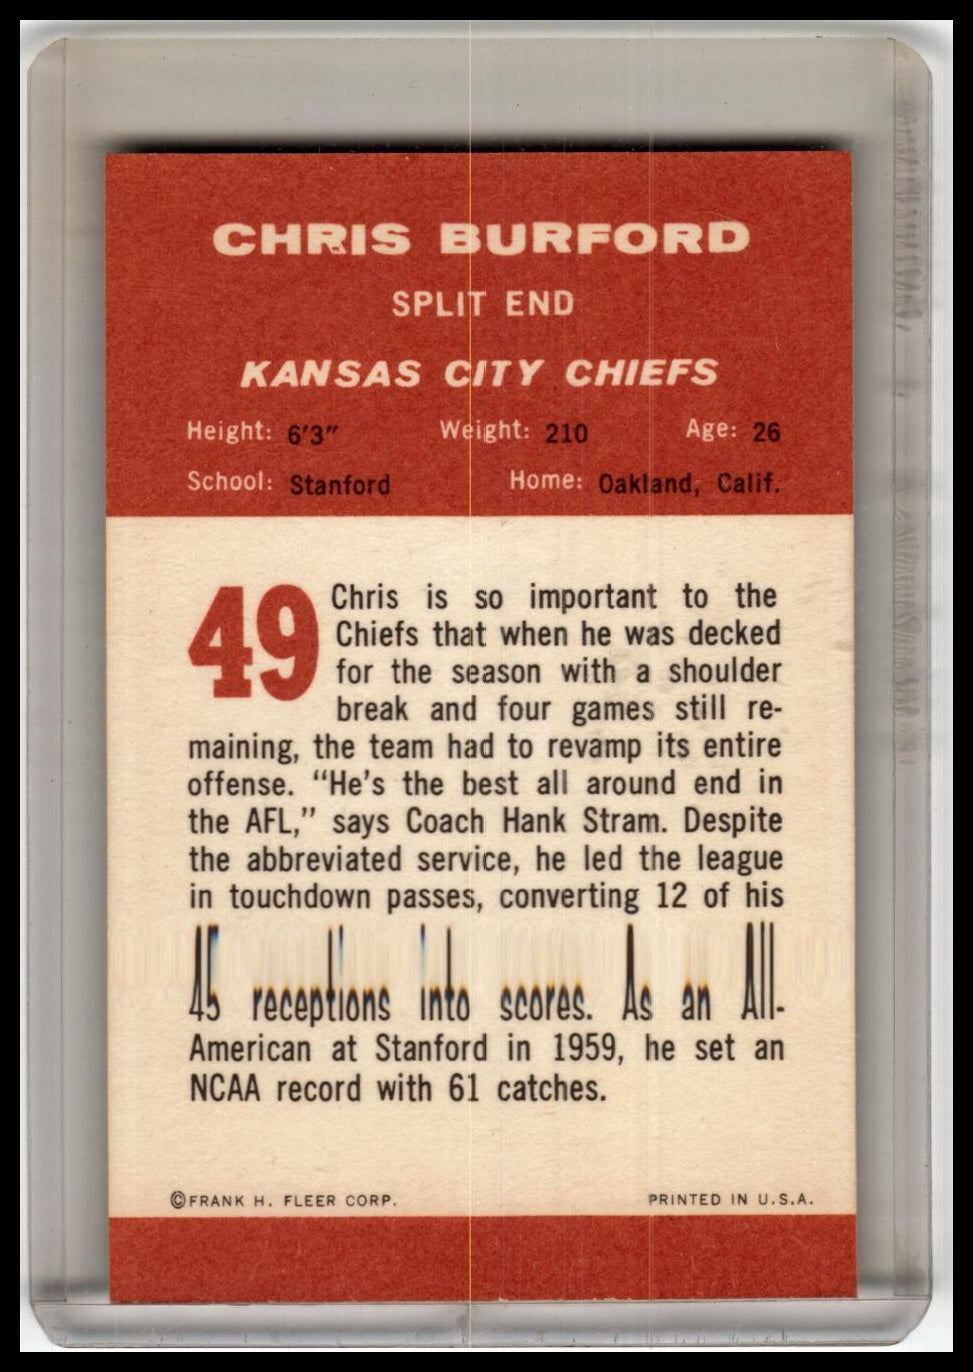 CHRIS BURFORD
SPLIT END
KANSAS CITY CHIEFS
Height: 6'3" Weight: 210 Age: 26
School: Stanford Home: Oakland, Calif.
49
Chris is so important to the
Chiefs that when he was decked
for the season with a shoulder
break and four games still re-
maining, the team had to revamp its entire
offense. “He's the best all around end in
the AFL,” says Coach Hank Stram. Despite
the abbreviated service, he led the league
in touchdown passes, converting 12 of his
45 receptions into scores. As an All-
American at Stanford in 1959, he set an
NCAA record with 61 catches.
©FRANK H. FLEER CORP. PRINTED IN U.S.A.